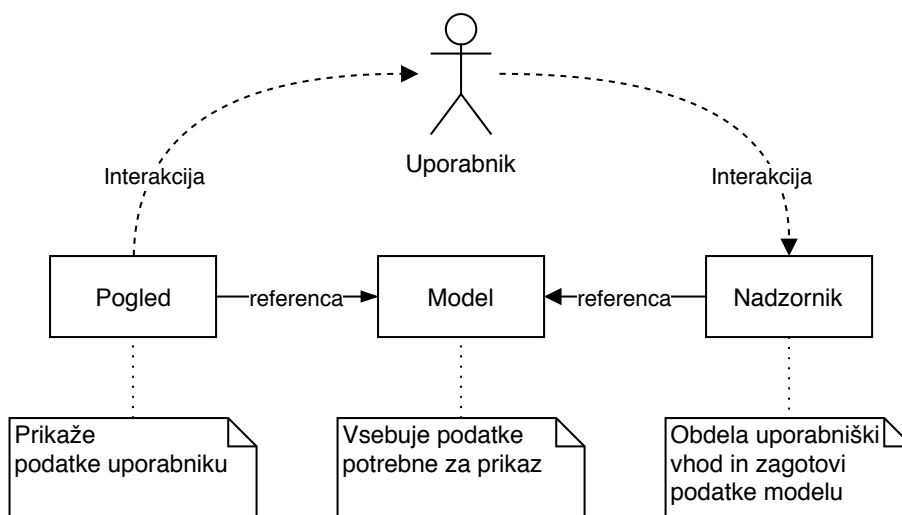 Uporabnik
Interakcija
Interakcija
Pogled
referenca
Model
referenca
Nadzornik
Prikaže
podatke uporabniku
Vsebuje podatke
potrebne za prikaz
Obdela uporabniški
vhod in zagotovi
podatke modelu